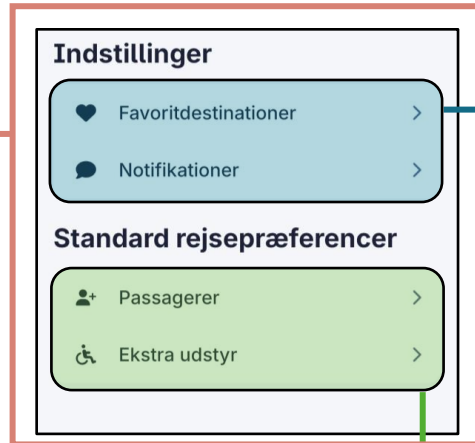 Indstillinger
Favoritdestinationer
Notifikationer
Standard rejsepræferencer
Passagerer
Ekstra udstyr